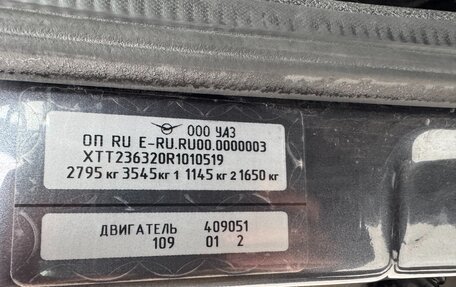 ООО УАЗ
ОП RU E-RU.RU00.0000003
XTT236320R1010519
2795 кг 3545 кг 1 1145 кг 2 1650 кг
ДВИГАТЕЛЬ 409051
109 01 2